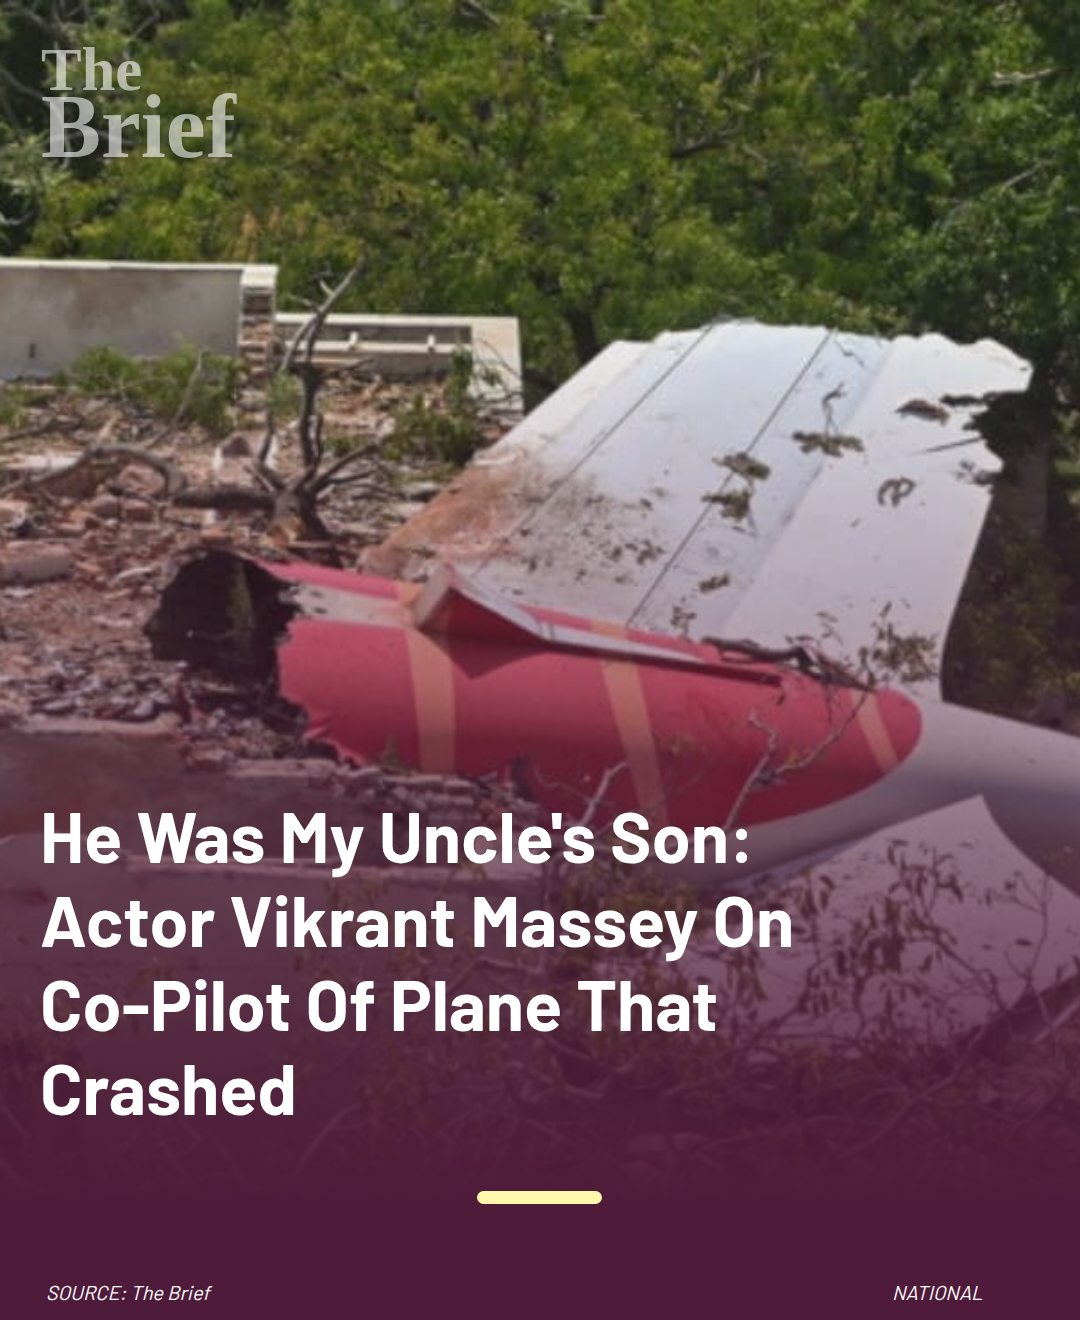 The
Brief
He Was My Uncle's Son:
Actor Vikrant Massey On
Co-Pilot Of Plane That
Crashed
SOURCE: The Brief
NATIONAL